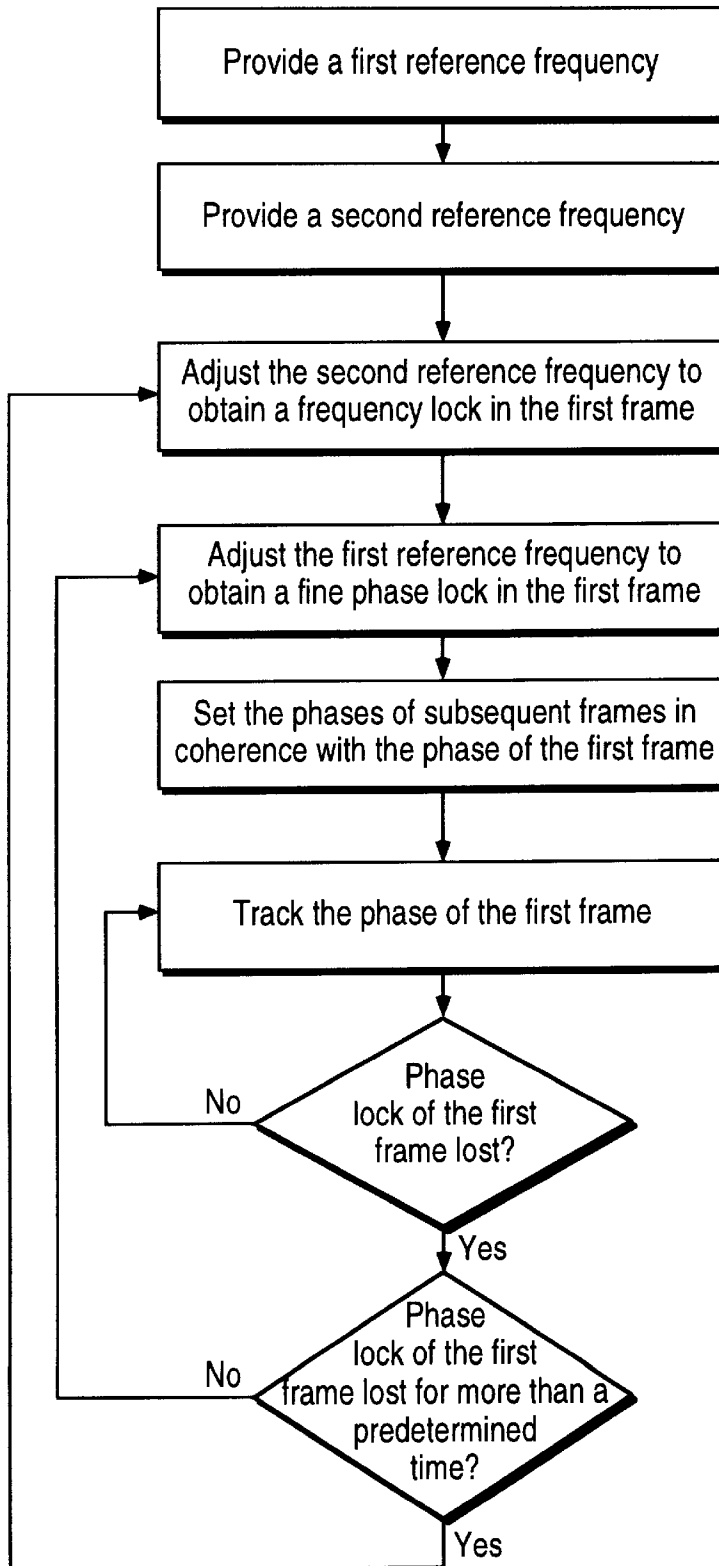 Provide a first reference frequency
Provide a second reference frequency
Adjust the second reference frequency to
obtain a frequency lock in the first frame
Adjust the first reference frequency to
obtain a fine phase lock in the first frame
Set the phases of subsequent frames in
coherence with the phase of the first frame
Track the phase of the first frame
Phase
lock of the first
frame lost?
No
Yes
Phase
lock of the first
frame lost for more than a
predetermined
time?
No
Yes